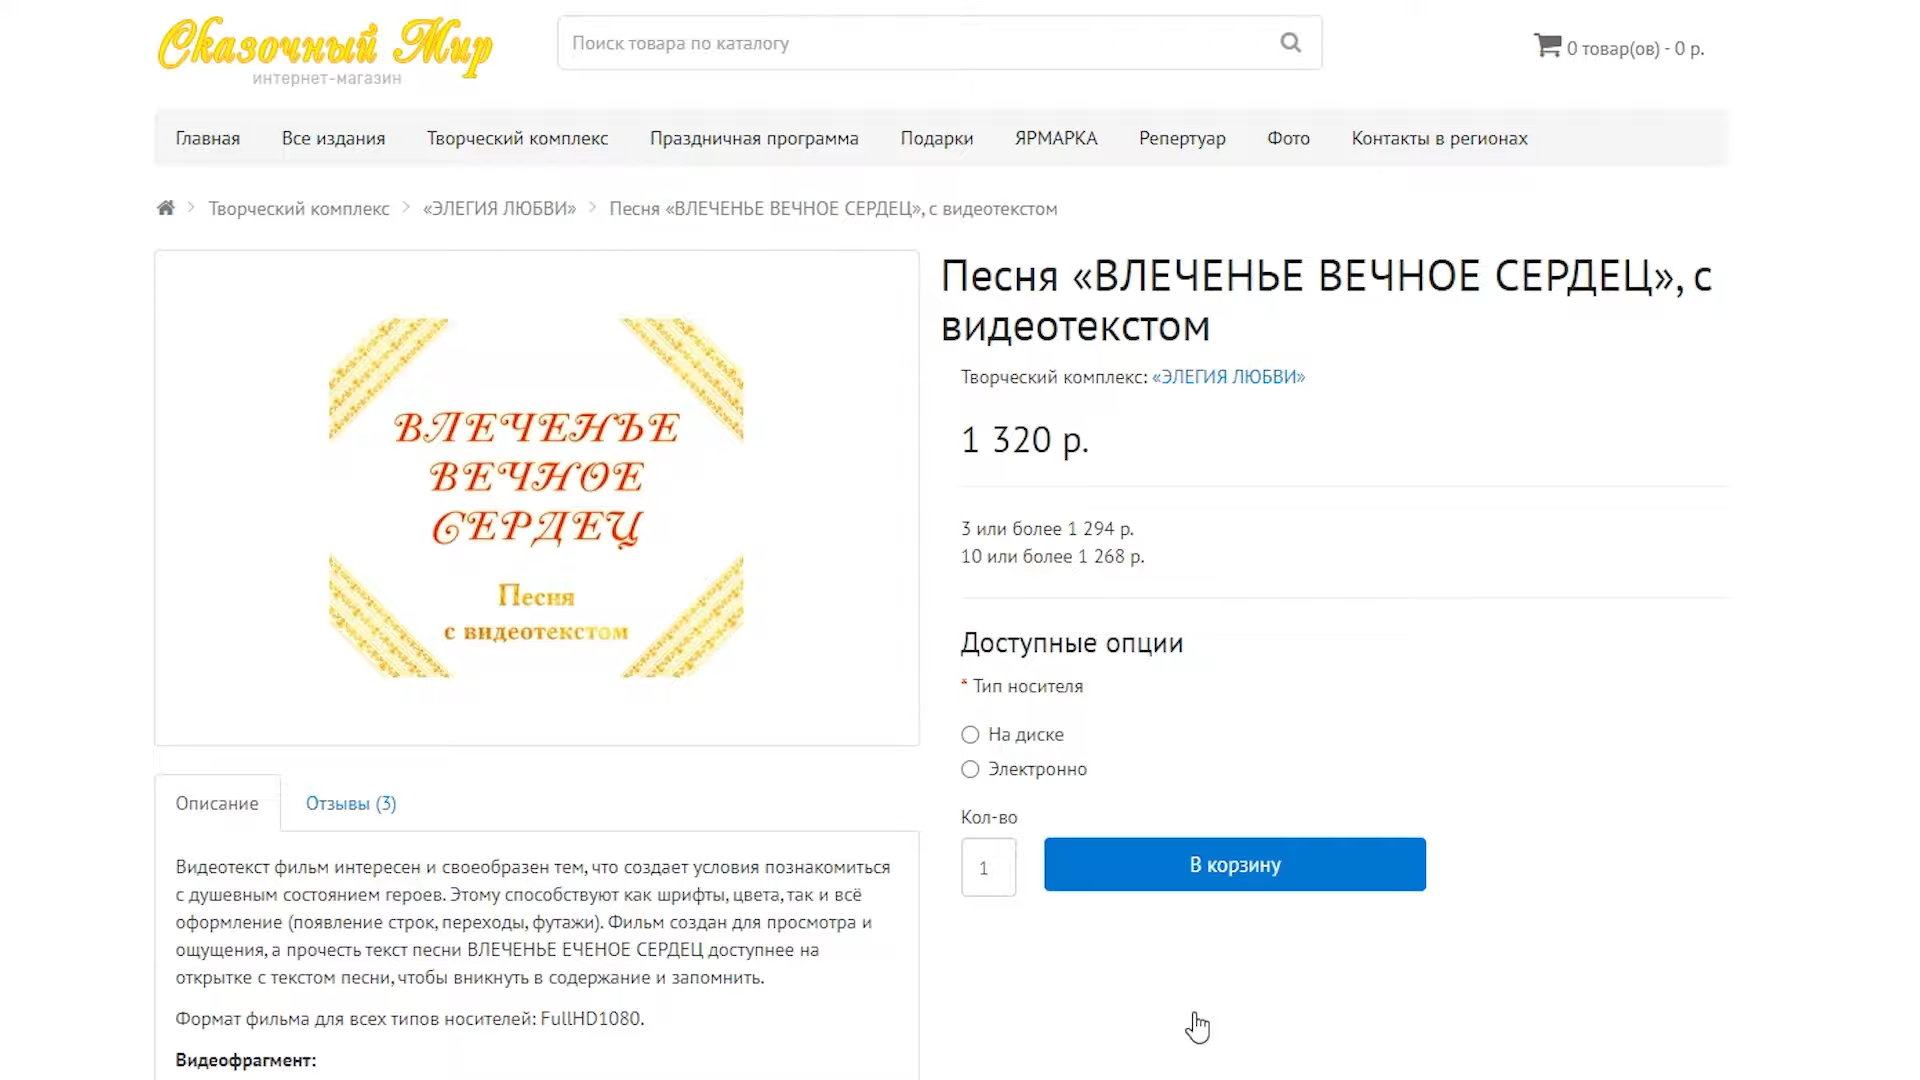 Сказочный Мир
интернет-магазин
Поиск товара по каталогу
0 товар(ов) - 0 р.
Главная Все издания Творческий комплекс Праздничная программа Подарки ЯРМАРКА Репертуар Фото Контакты в регионах
Творческий комплекс «ЭЛЕГИЯ ЛЮБВИ» Песня «ВЛЕЧЕНЬЕ ВЕЧНОЕ СЕРДЕЦ», с видеотекстом
ВЛЕЧЕНЬЕ
ВЕЧНОЕ
СЕРДЕЦ
Песня
с видеотекстом
Песня «ВЛЕЧЕНЬЕ ВЕЧНОЕ СЕРДЕЦ», с
видеотекстом
Творческий комплекс: «ЭЛЕГИЯ ЛЮБВИ»
1 320 р.
3 или более 1 294 р.
10 или более 1 268 р.
Доступные опции
* Тип носителя
На диске
Электронно
Кол-во
1
В корзину
Описание
Отзывы (3)
Видеотекст фильм интересен и своеобразен тем, что создает условия познакомиться
с душевным состоянием героев. Этому способствуют как шрифты, цвета, так и всё
оформление (появление строк, переходы, футажи). Фильм создан для просмотра и
ощущения, а прочесть текст песни ВЛЕЧЕНЬЕ ЕЧЕНОЕ СЕРДЕЦ доступнее на
открытке с текстом песни, чтобы вникнуть в содержание и запомнить.
Формат фильма для всех типов носителей: FullHD1080.
Видеофрагмент: